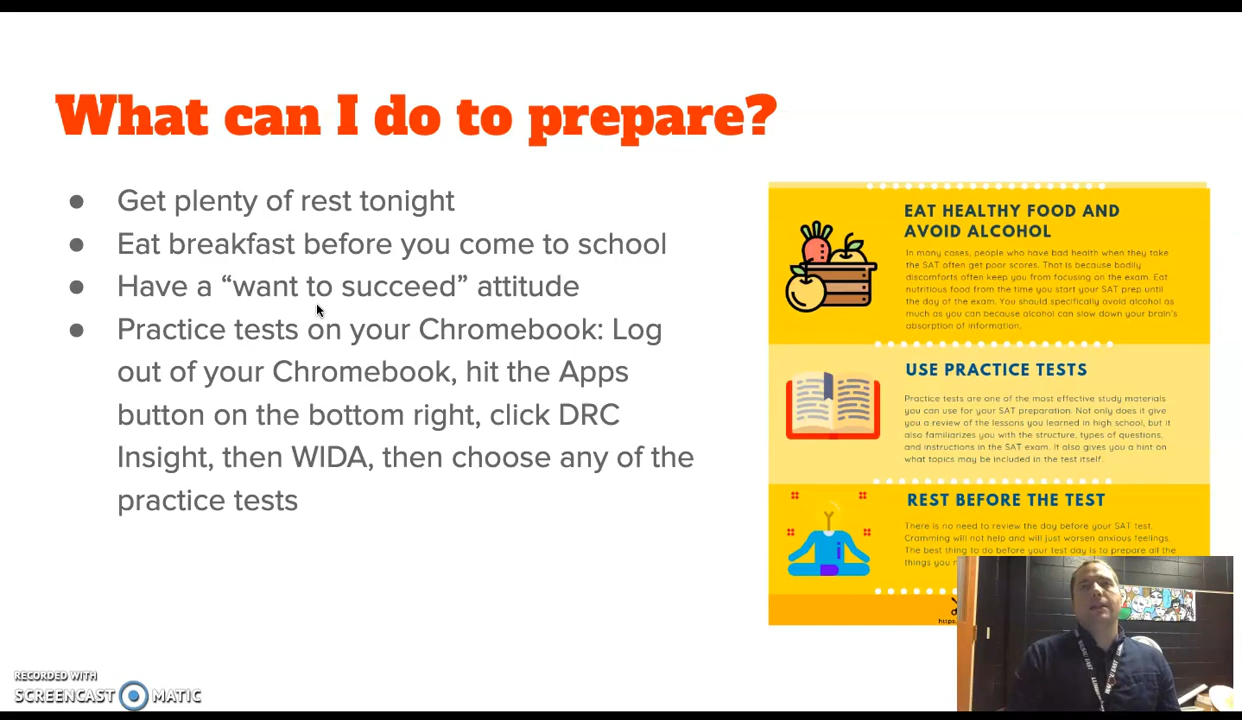 What can I do to prepare?
● Get plenty of rest tonight
● Eat breakfast before you come to school
● Have a “want to succeed” attitude
● Practice tests on your Chromebook: Log
out of your Chromebook, hit the Apps
button on the bottom right, click DRC
Insight, then WIDA, then choose any of the
practice tests
EAT HEALTHY FOOD AND
AVOID ALCOHOL
In many cases, people who have bad health when they take
the SAT often get poor scores. That is because bodily
discomforts often keep you from focusing on the exam. Eat
nutritious food from the time you start your SAT prep until
the day of the exam. You should specifically avoid alcohol as
much as you can because alcohol can slow down your brain's
absorption of information.
USE PRACTICE TESTS
Practice tests are one of the most effective study materials
you can use for your SAT preparation. Not only does it give
you a review of the lessons you learned in high school, but it
also familiarizes you with the structure, types of questions,
and instructions in the SAT exam. It also gives you a hint on
what topics may be included in the test itself.
REST BEFORE THE TEST
There is no need to review the day before your SAT test.
Cramming will not help and will just worsen anxious feelings.
The best thing to do before your test day is to prepare all the
things you
https:
RECORDED WITH
SCREENCAST MATIC